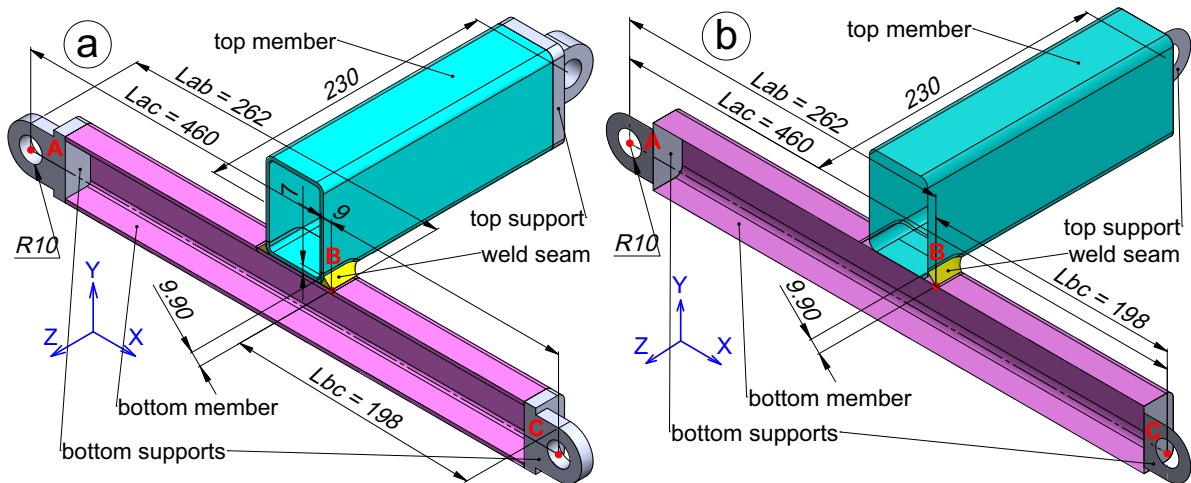 a
top member
Lab = 262
Lac = 460
230
A
7
9
R10
B
top support
weld seam
9.90
Y
Z
X
Lbc = 198
bottom member
C
bottom supports
b
top member
Lab = 262
Lac = 460
230
A
R10
top support
B
weld seam
9.90
Y
Z
X
Lbc = 198
bottom member
C
bottom supports